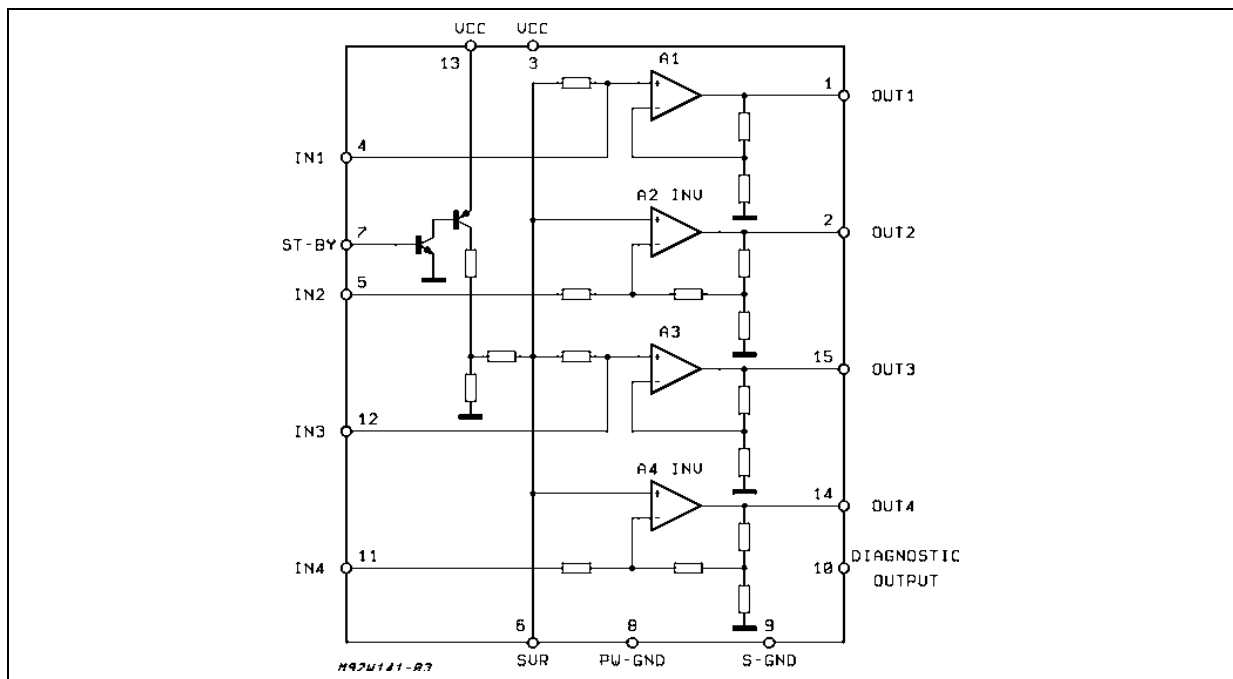 VCC VCC
13 3 A1
+
-
1 OUT1
IN1 4
A2 INV
+
-
2 OUT2
ST-BY 7
IN2 5
A3
+
-
15 OUT3
IN3 12
A4 INV
+
-
14 OUT4
IN4 11
10 DIAGNOSTIC
OUTPUT
6 8 9
SVR PW-GND S-GND
M92W141-03